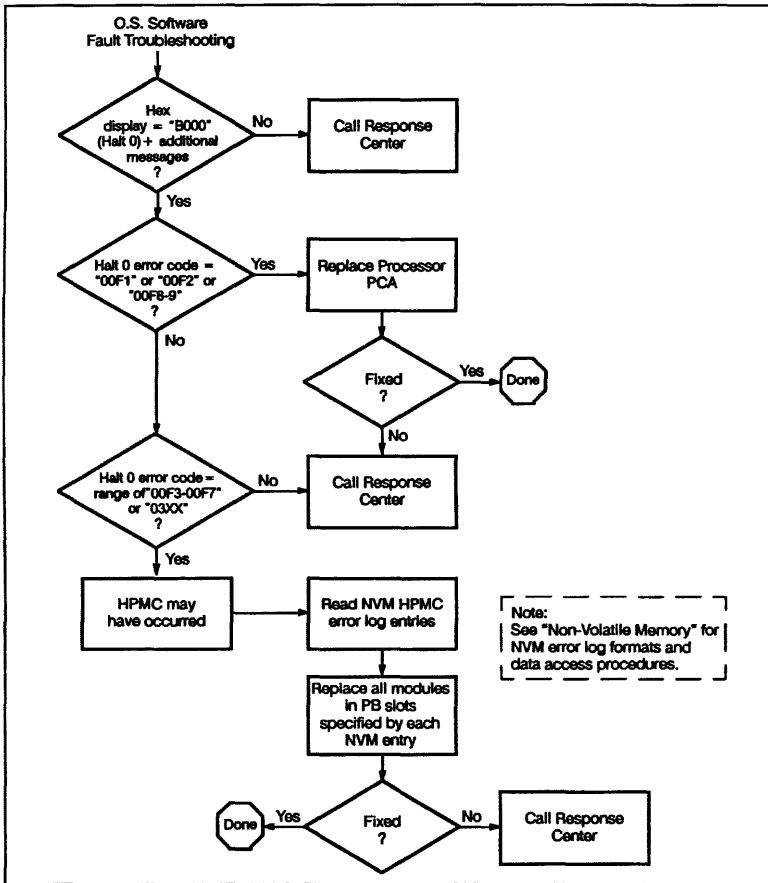 O.S. Software
Fault Troubleshooting
Hex
display = "B000"
(Halt 0) + additional
messages
?
No
Call Response
Center
Yes
Halt 0 error code =
"00F1" or "00F2" or
"00F8-9"
?
Yes
Replace Processor
PCA
No
Fixed
?
Yes
Done
No
Halt 0 error code =
range of "00F3-00F7"
or "03XX"
?
No
Call Response
Center
Yes
HPMC may
have occurred
Read NVM HPMC
error log entries
Note:
See "Non-Volatile Memory" for
NVM error log formats and
data access procedures.
Replace all modules
in PB slots
specified by each
NVM entry
Done
Yes
Fixed
?
No
Call Response
Center